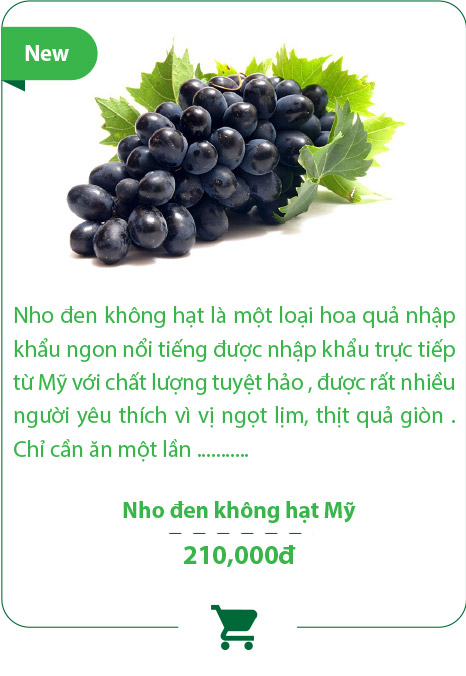 New
Nho đen không hạt là một loại hoa quả nhập
khẩu ngon nổi tiếng được nhập khẩu trực tiếp
từ Mỹ với chất lượng tuyệt hảo , được rất nhiều
người yêu thích vì vị ngọt lịm, thịt quả giòn .
Chỉ cần ăn một lần ...........
Nho đen không hạt Mỹ
210,000đ